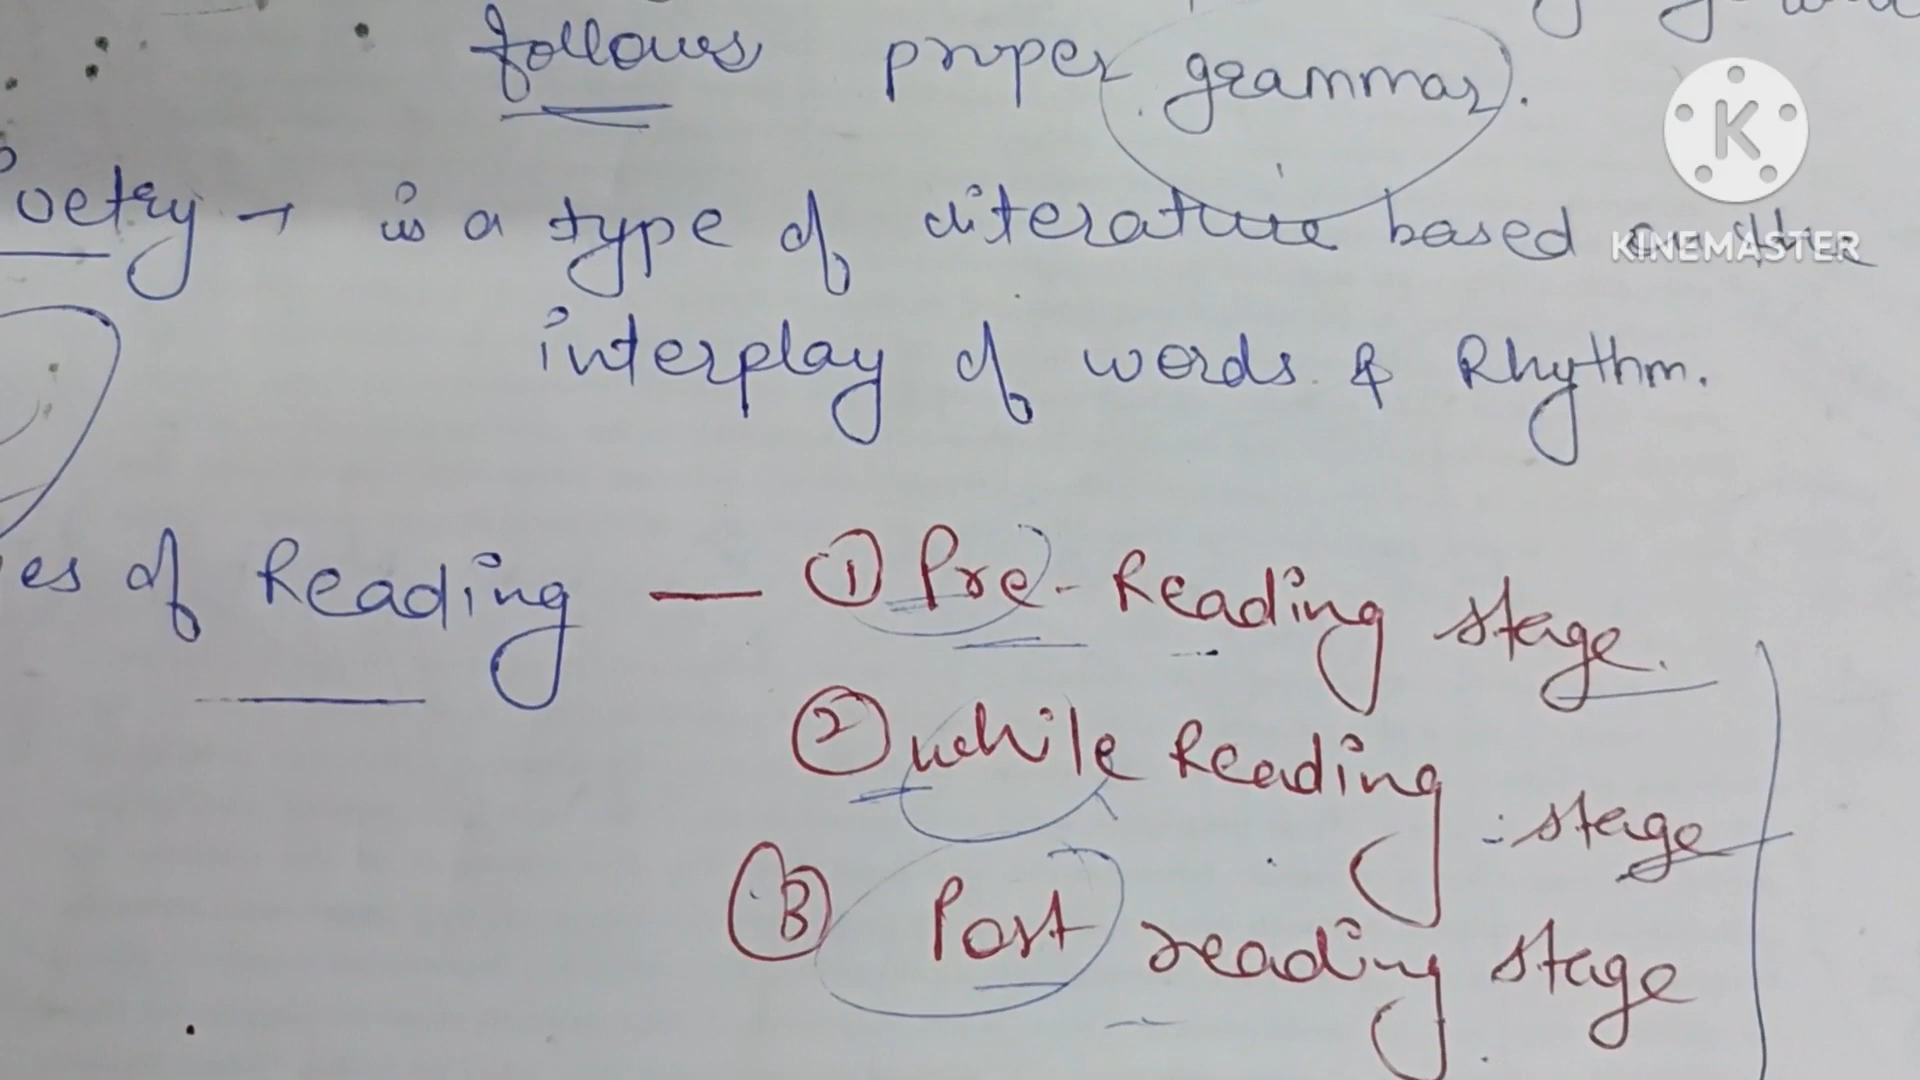 follows proper grammar.
Poetry → is a type of literature based on the
interplay of words & Rhythm.
es of Reading — ① Pre-Reading stage.
② while Reading stage
③ Post reading stage
K
KINEMASTER